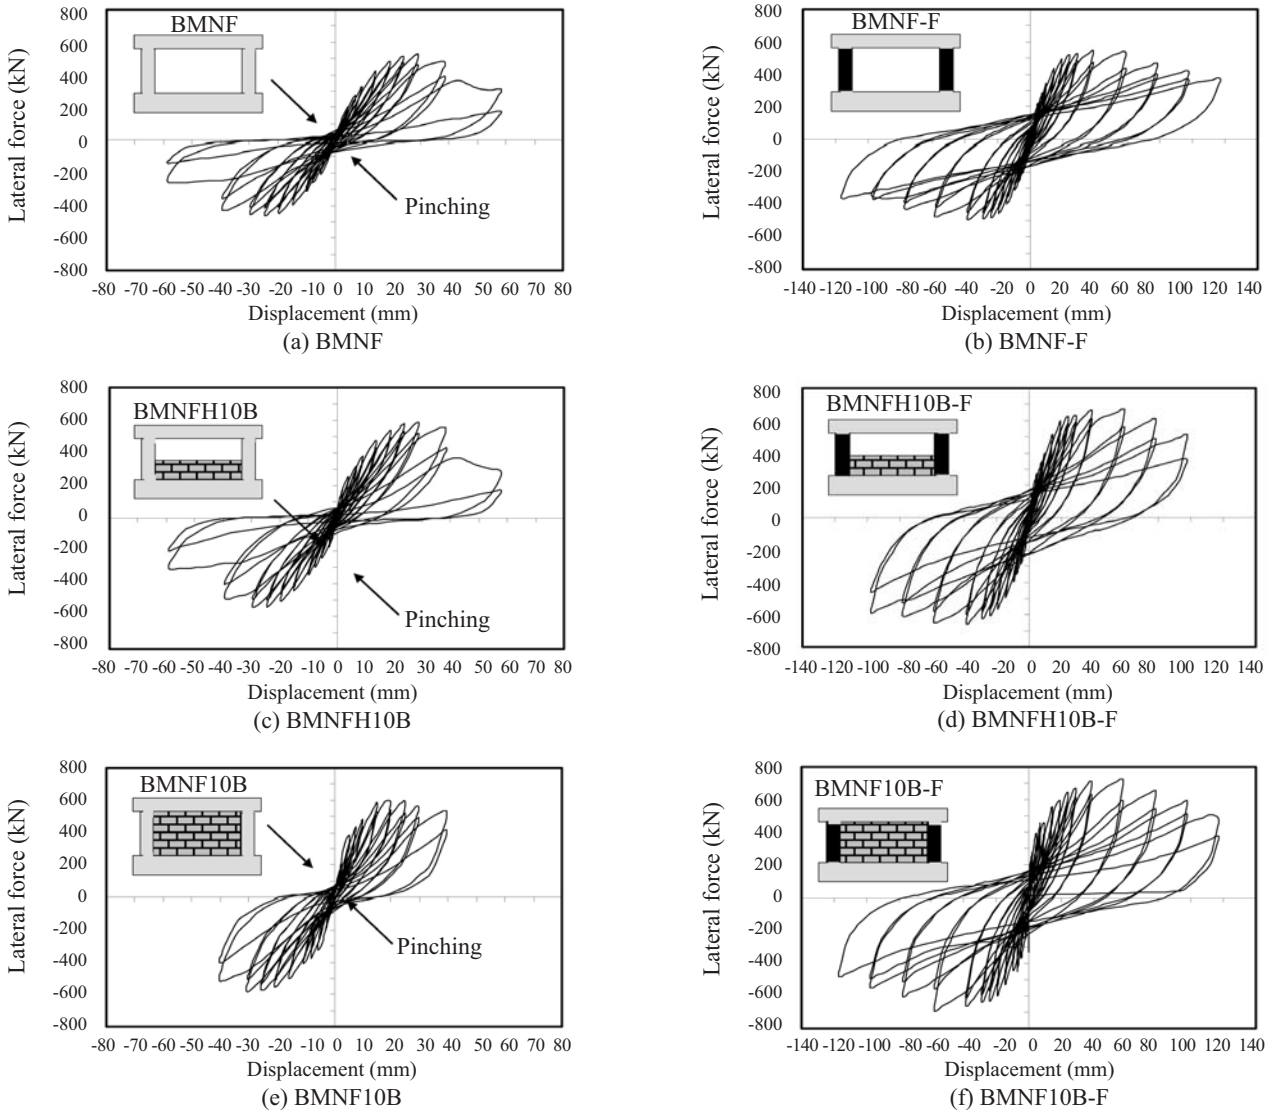 BMNF
Lateral force (kN)
800
600
400
200
0
-200
-400
-600
-800
Pinching
-80 -70 -60 -50 -40 -30 -20 -10 0 10 20 30 40 50 60 70 80
Displacement (mm)
(a) BMNF
BMNF-F
Lateral force (kN)
800
600
400
200
0
-200
-400
-600
-800
-140 -120 -100 -80 -60 -40 -20 0 20 40 60 80 100 120 140
Displacement (mm)
(b) BMNF-F
BMNFH10B
Lateral force (kN)
800
600
400
200
0
-200
-400
-600
-800
Pinching
-80 -70 -60 -50 -40 -30 -20 -10 0 10 20 30 40 50 60 70 80
Displacement (mm)
(c) BMNFH10B
BMNFH10B-F
Lateral force (kN)
800
600
400
200
0
-200
-400
-600
-800
-140 -120 -100 -80 -60 -40 -20 0 20 40 60 80 100 120 140
Displacement (mm)
(d) BMNFH10B-F
BMNF10B
Lateral force (kN)
800
600
400
200
0
-200
-400
-600
-800
Pinching
-80 -70 -60 -50 -40 -30 -20 -10 0 10 20 30 40 50 60 70 80
Displacement (mm)
(e) BMNF10B
BMNF10B-F
Lateral force (kN)
800
600
400
200
0
-200
-400
-600
-800
-140 -120 -100 -80 -60 -40 -20 0 20 40 60 80 100 120 140
Displacement (mm)
(f) BMNF10B-F